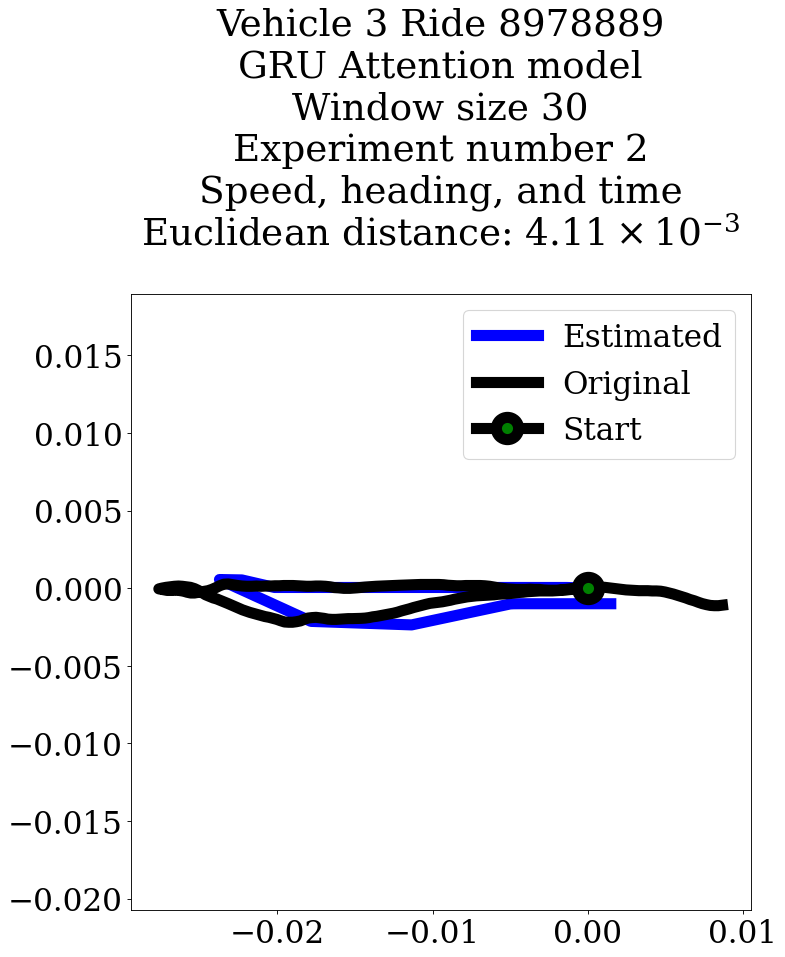 Vehicle 3 Ride 8978889
GRU Attention model
Window size 30
Experiment number 2
Speed, heading, and time
Euclidean distance: 4.11 × 10⁻³
Estimated
Original
Start
0.015
0.010
0.005
0.000
−0.005
−0.010
−0.015
−0.020
−0.02 −0.01 0.00 0.01